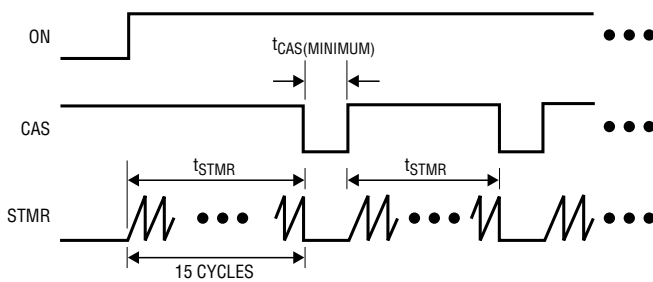 ON
tCAS(MINIMUM)
CAS
tSTMR
tSTMR
STMR
15 CYCLES